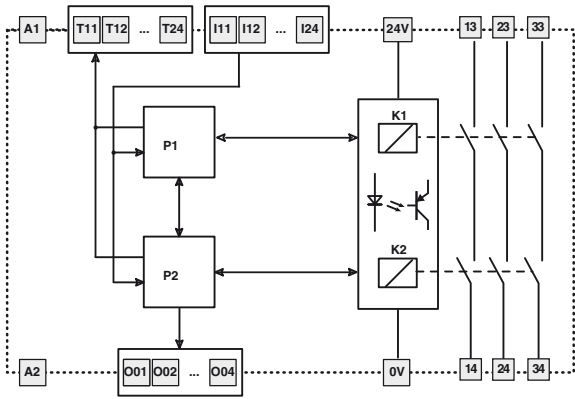 A1 T11 T12 ... T24 I11 I12 ... I24 24V 13 23 33
K1
P1
K2
P2
A2 O01 O02 ... O04 0V 14 24 34